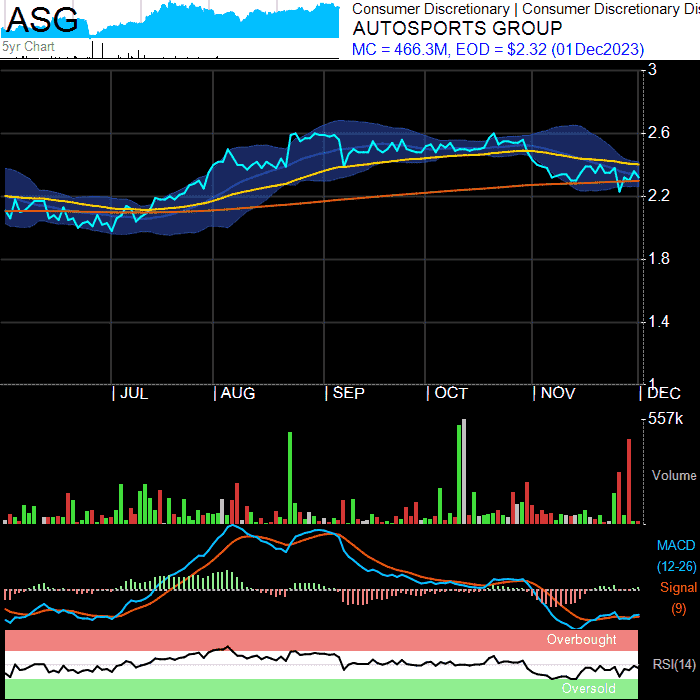 ASG
5yr Chart
Consumer Discretionary | Consumer Discretionary Dis
AUTOSPORTS GROUP
MC = 466.3M, EOD = $2.32 (01Dec2023)
3
2.6
2.2
1.8
1.4
1
JUL
AUG
SEP
OCT
NOV
DEC
557k
Volume
MACD
(12-26)
Signal
(9)
Overbought
RSI(14)
Oversold